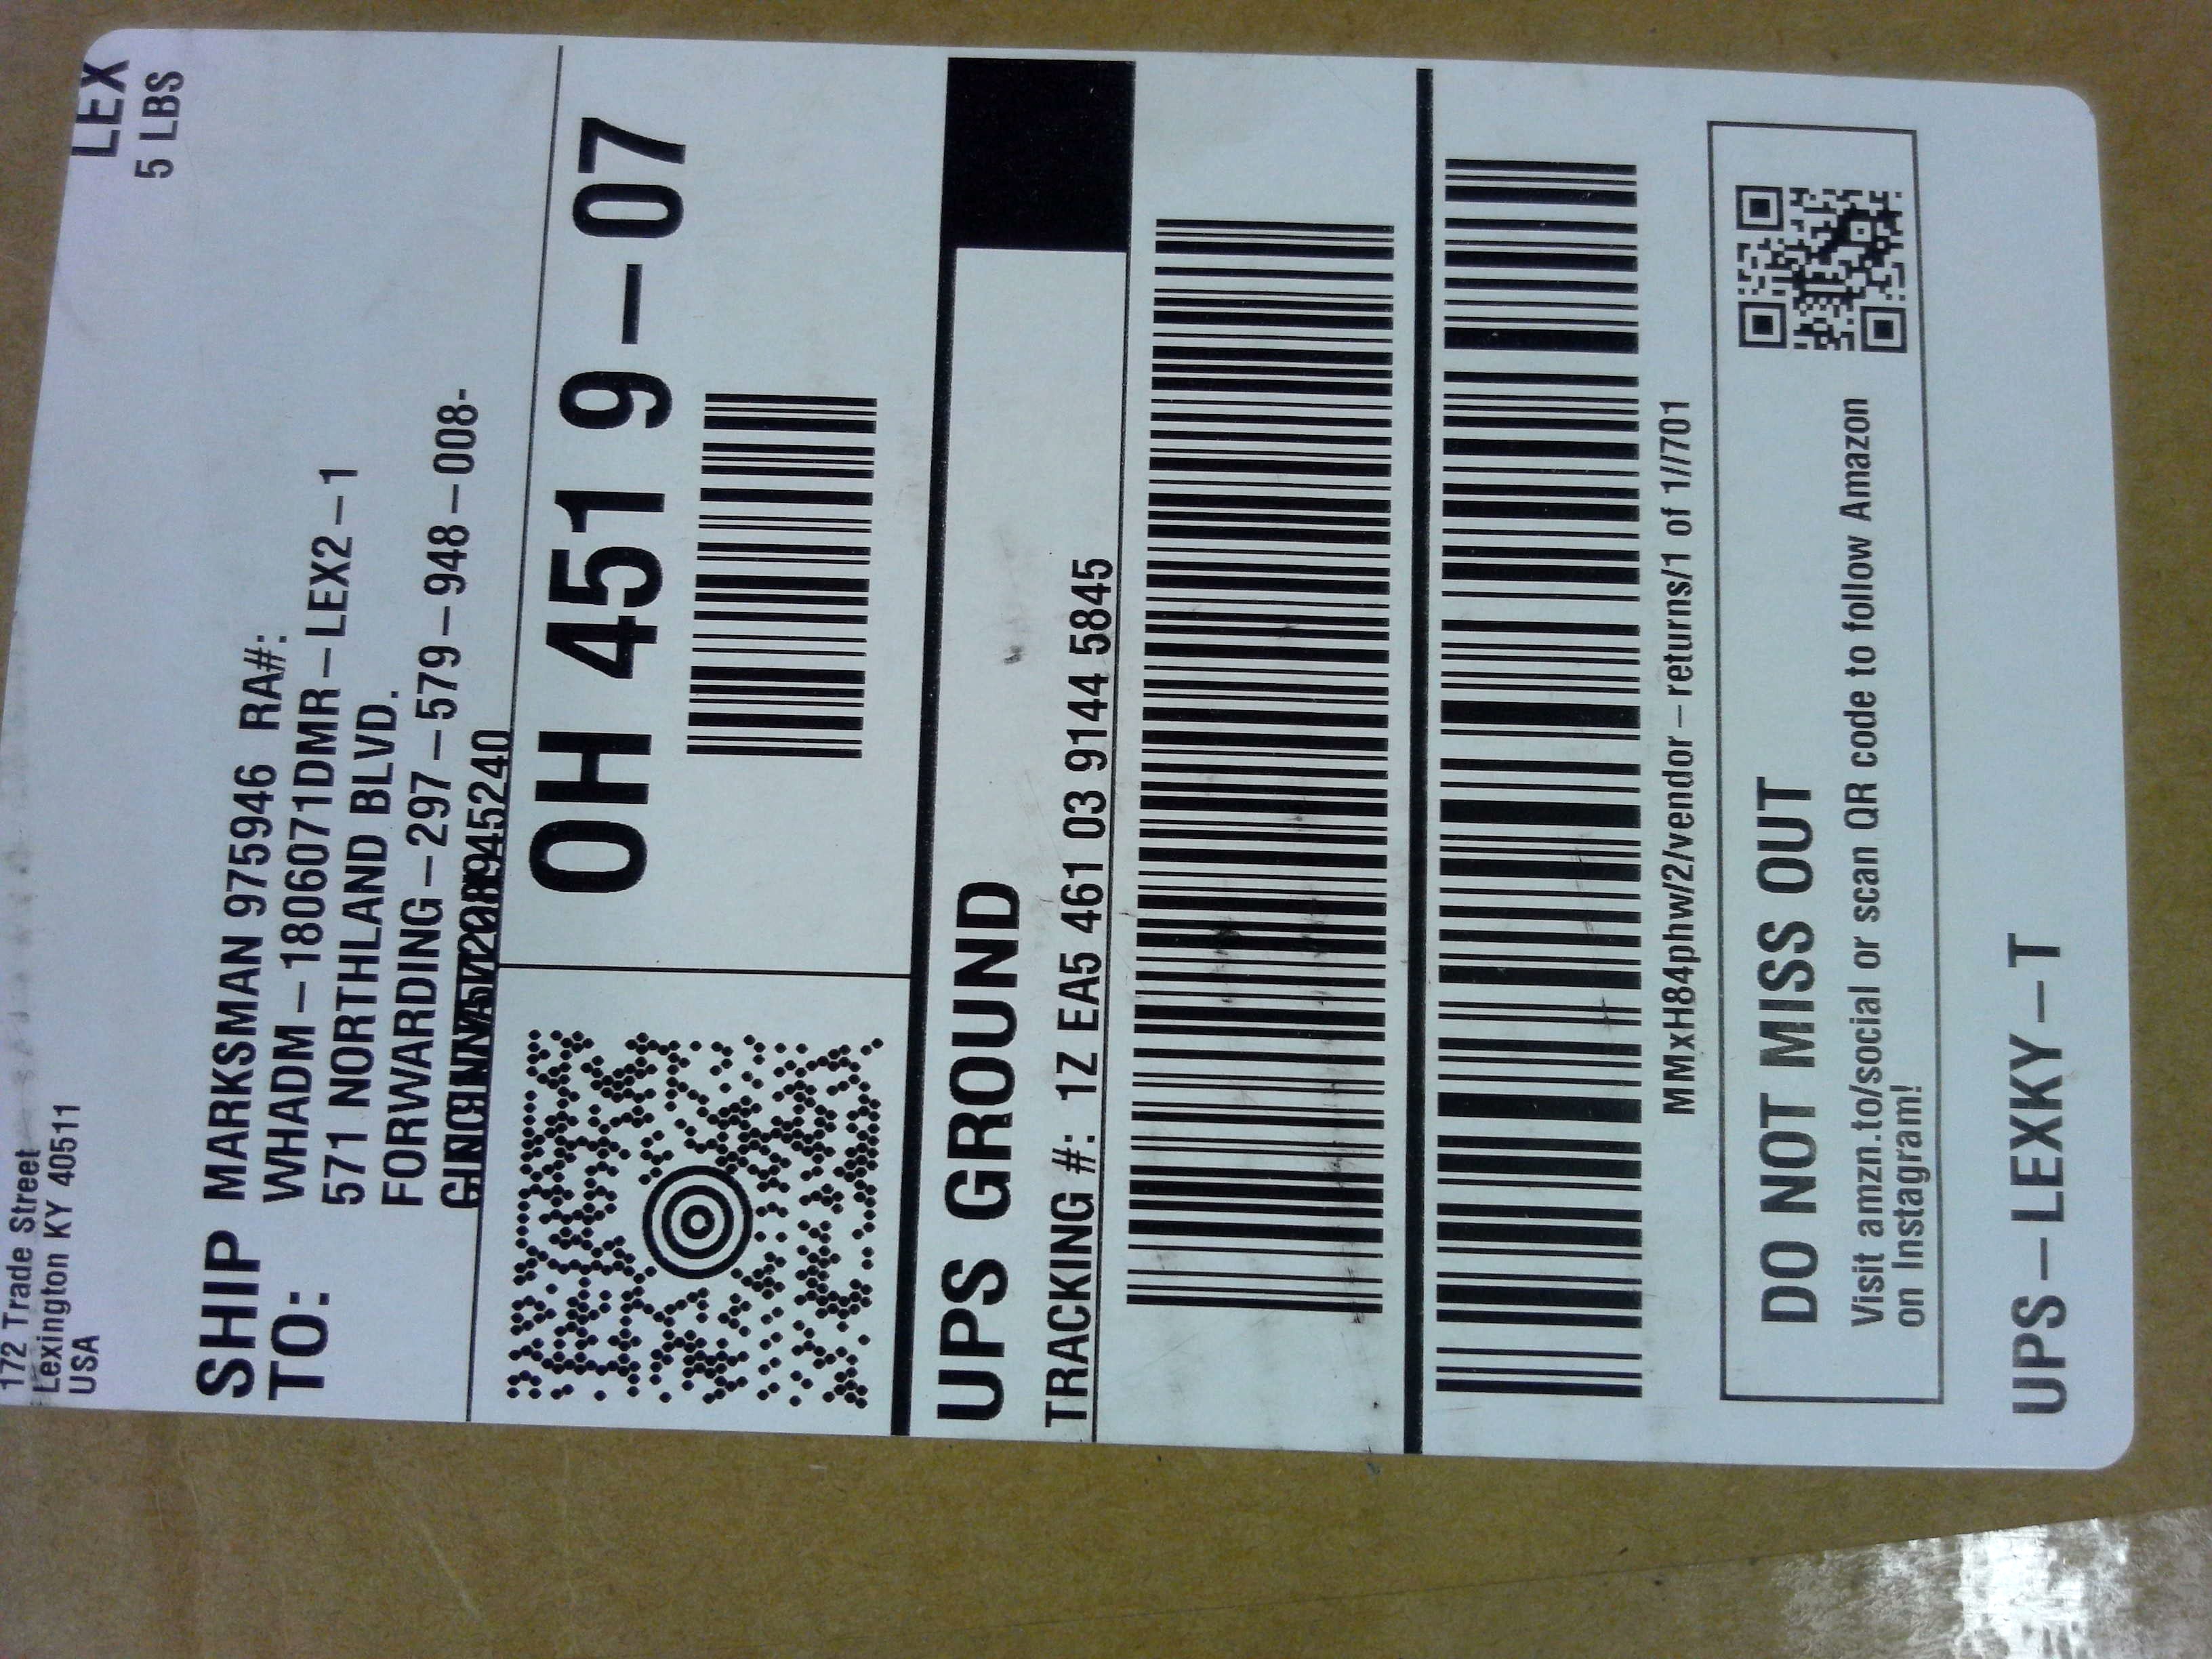 172 Trade Street
Lexington KY 40511
USA
LEX
5 LBS
SHIP TO:
MARKSMAN 975946 RA#:
WHADM-1806071DMR-LEX2-1
571 NORTHLAND BLVD.
FORWARDING-297-579-948-008-
OH 451 9-07
UPS GROUND
TRACKING #: 1Z EA5 461 03 9144 5845
MMxH84phw/2/vendor-returns/1 of 1//701
DO NOT MISS OUT
Visit amzn.to/social or scan QR code to follow Amazon
on Instagram!
UPS-LEXKY-T